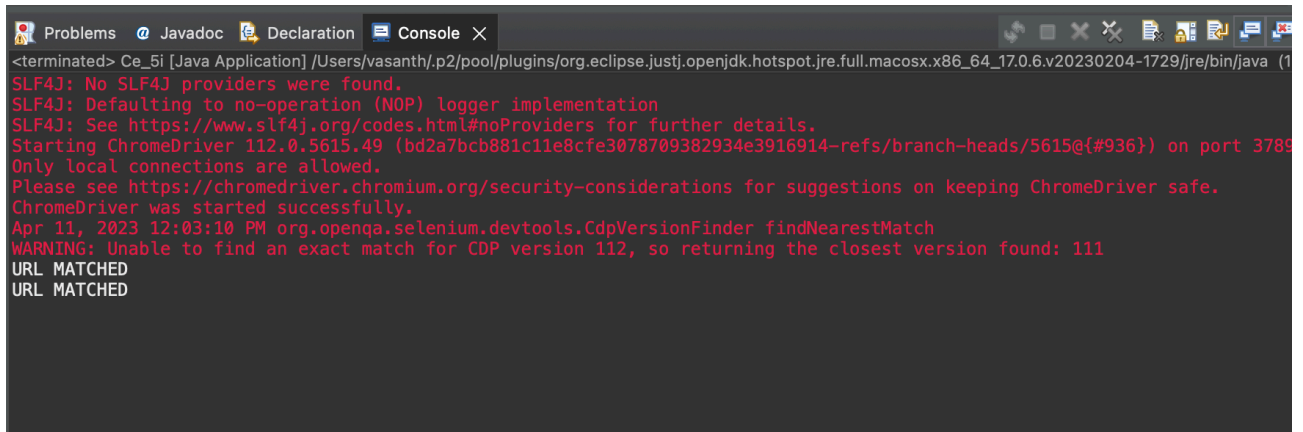 Problems @ Javadoc Declaration Console
<terminated> Ce_5i [Java Application] /Users/vasanth/.p2/pool/plugins/org.eclipse.justj.openjdk.hotspot.jre.full.macosx.x86_64_17.0.6.v20230204-1729/jre/bin/java (1
SLF4J: No SLF4J providers were found.
SLF4J: Defaulting to no-operation (NOP) logger implementation
SLF4J: See https://www.slf4j.org/codes.html#noProviders for further details.
Starting ChromeDriver 112.0.5615.49 (bd2a7bcb881c11e8cfe3078709382934e3916914-refs/branch-heads/5615@{#936}) on port 3789
Only local connections are allowed.
Please see https://chromedriver.chromium.org/security-considerations for suggestions on keeping ChromeDriver safe.
ChromeDriver was started successfully.
Apr 11, 2023 12:03:10 PM org.openqa.selenium.devtools.CdpVersionFinder findNearestMatch
WARNING: Unable to find an exact match for CDP version 112, so returning the closest version found: 111
URL MATCHED
URL MATCHED